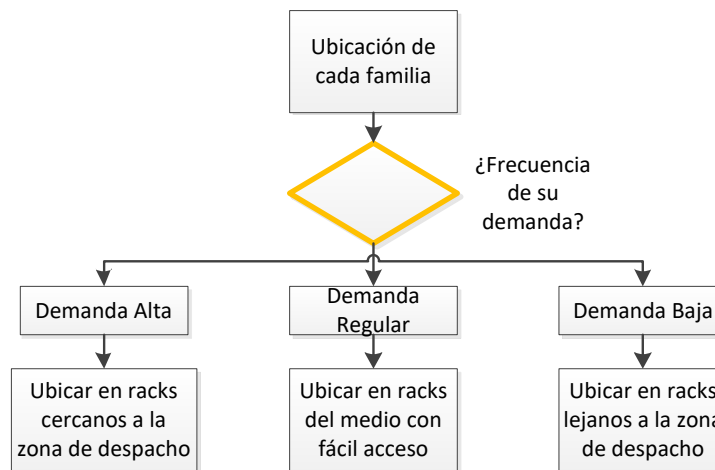 Ubicación de
cada familia
¿Frecuencia
de su
demanda?
Demanda Alta
Demanda
Regular
Demanda Baja
Ubicar en racks
cercanos a la
zona de despacho
Ubicar en racks
del medio con
fácil acceso
Ubicar en racks
lejanos a la zona
de despacho